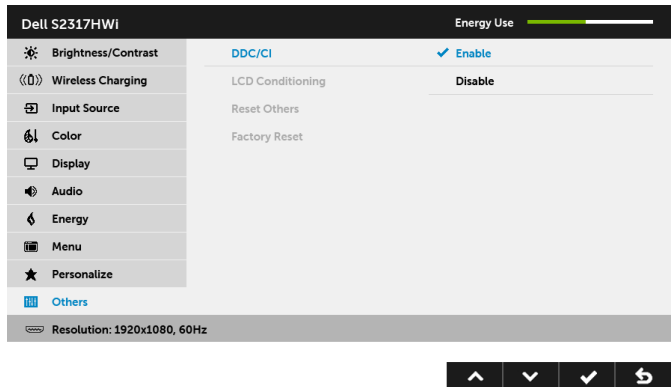 Dell S2317HWi
Energy Use
Brightness/Contrast
DDC/CI
Enable
Wireless Charging
LCD Conditioning
Disable
Input Source
Reset Others
Color
Factory Reset
Display
Audio
Energy
Menu
Personalize
Others
Resolution: 1920x1080, 60Hz